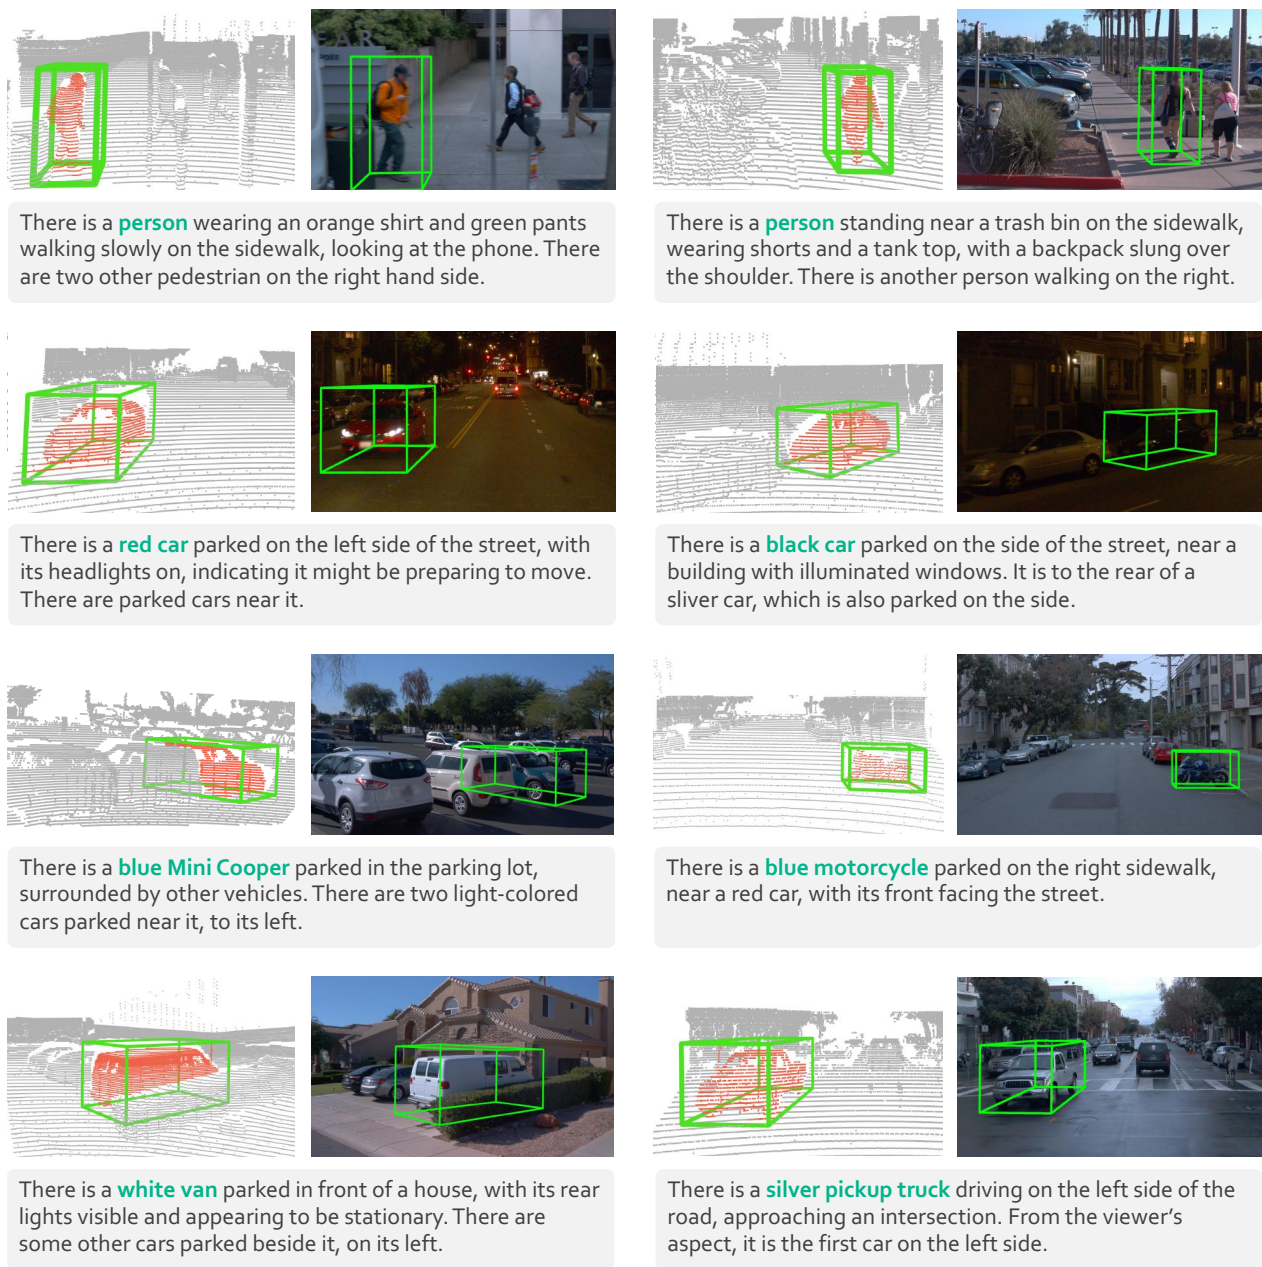 EAR
There is a person wearing an orange shirt and green pants
walking slowly on the sidewalk, looking at the phone. There
are two other pedestrian on the right hand side.
There is a person standing near a trash bin on the sidewalk,
wearing shorts and a tank top, with a backpack slung over
the shoulder. There is another person walking on the right.
There is a red car parked on the left side of the street, with
its headlights on, indicating it might be preparing to move.
There are parked cars near it.
There is a black car parked on the side of the street, near a
building with illuminated windows. It is to the rear of a
sliver car, which is also parked on the side.
There is a blue Mini Cooper parked in the parking lot,
surrounded by other vehicles. There are two light-colored
cars parked near it, to its left.
There is a blue motorcycle parked on the right sidewalk,
near a red car, with its front facing the street.
There is a white van parked in front of a house, with its rear
lights visible and appearing to be stationary. There are
some other cars parked beside it, on its left.
There is a silver pickup truck driving on the left side of the
road, approaching an intersection. From the viewer's
aspect, it is the first car on the left side.